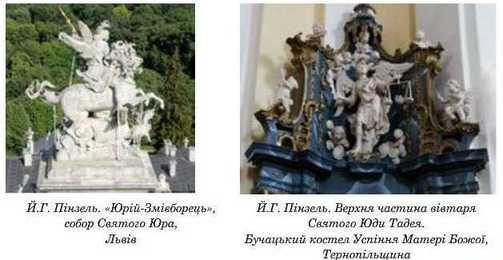 Й.Г. Пінзель. «Юрій-Змієборець»,
собор Святого Юра,
Львів
Й.Г. Пінзель. Верхня частина вівтаря
Святого Юди Тадея.
Бучацький костел Успіння Матері Божої,
Тернопільщина